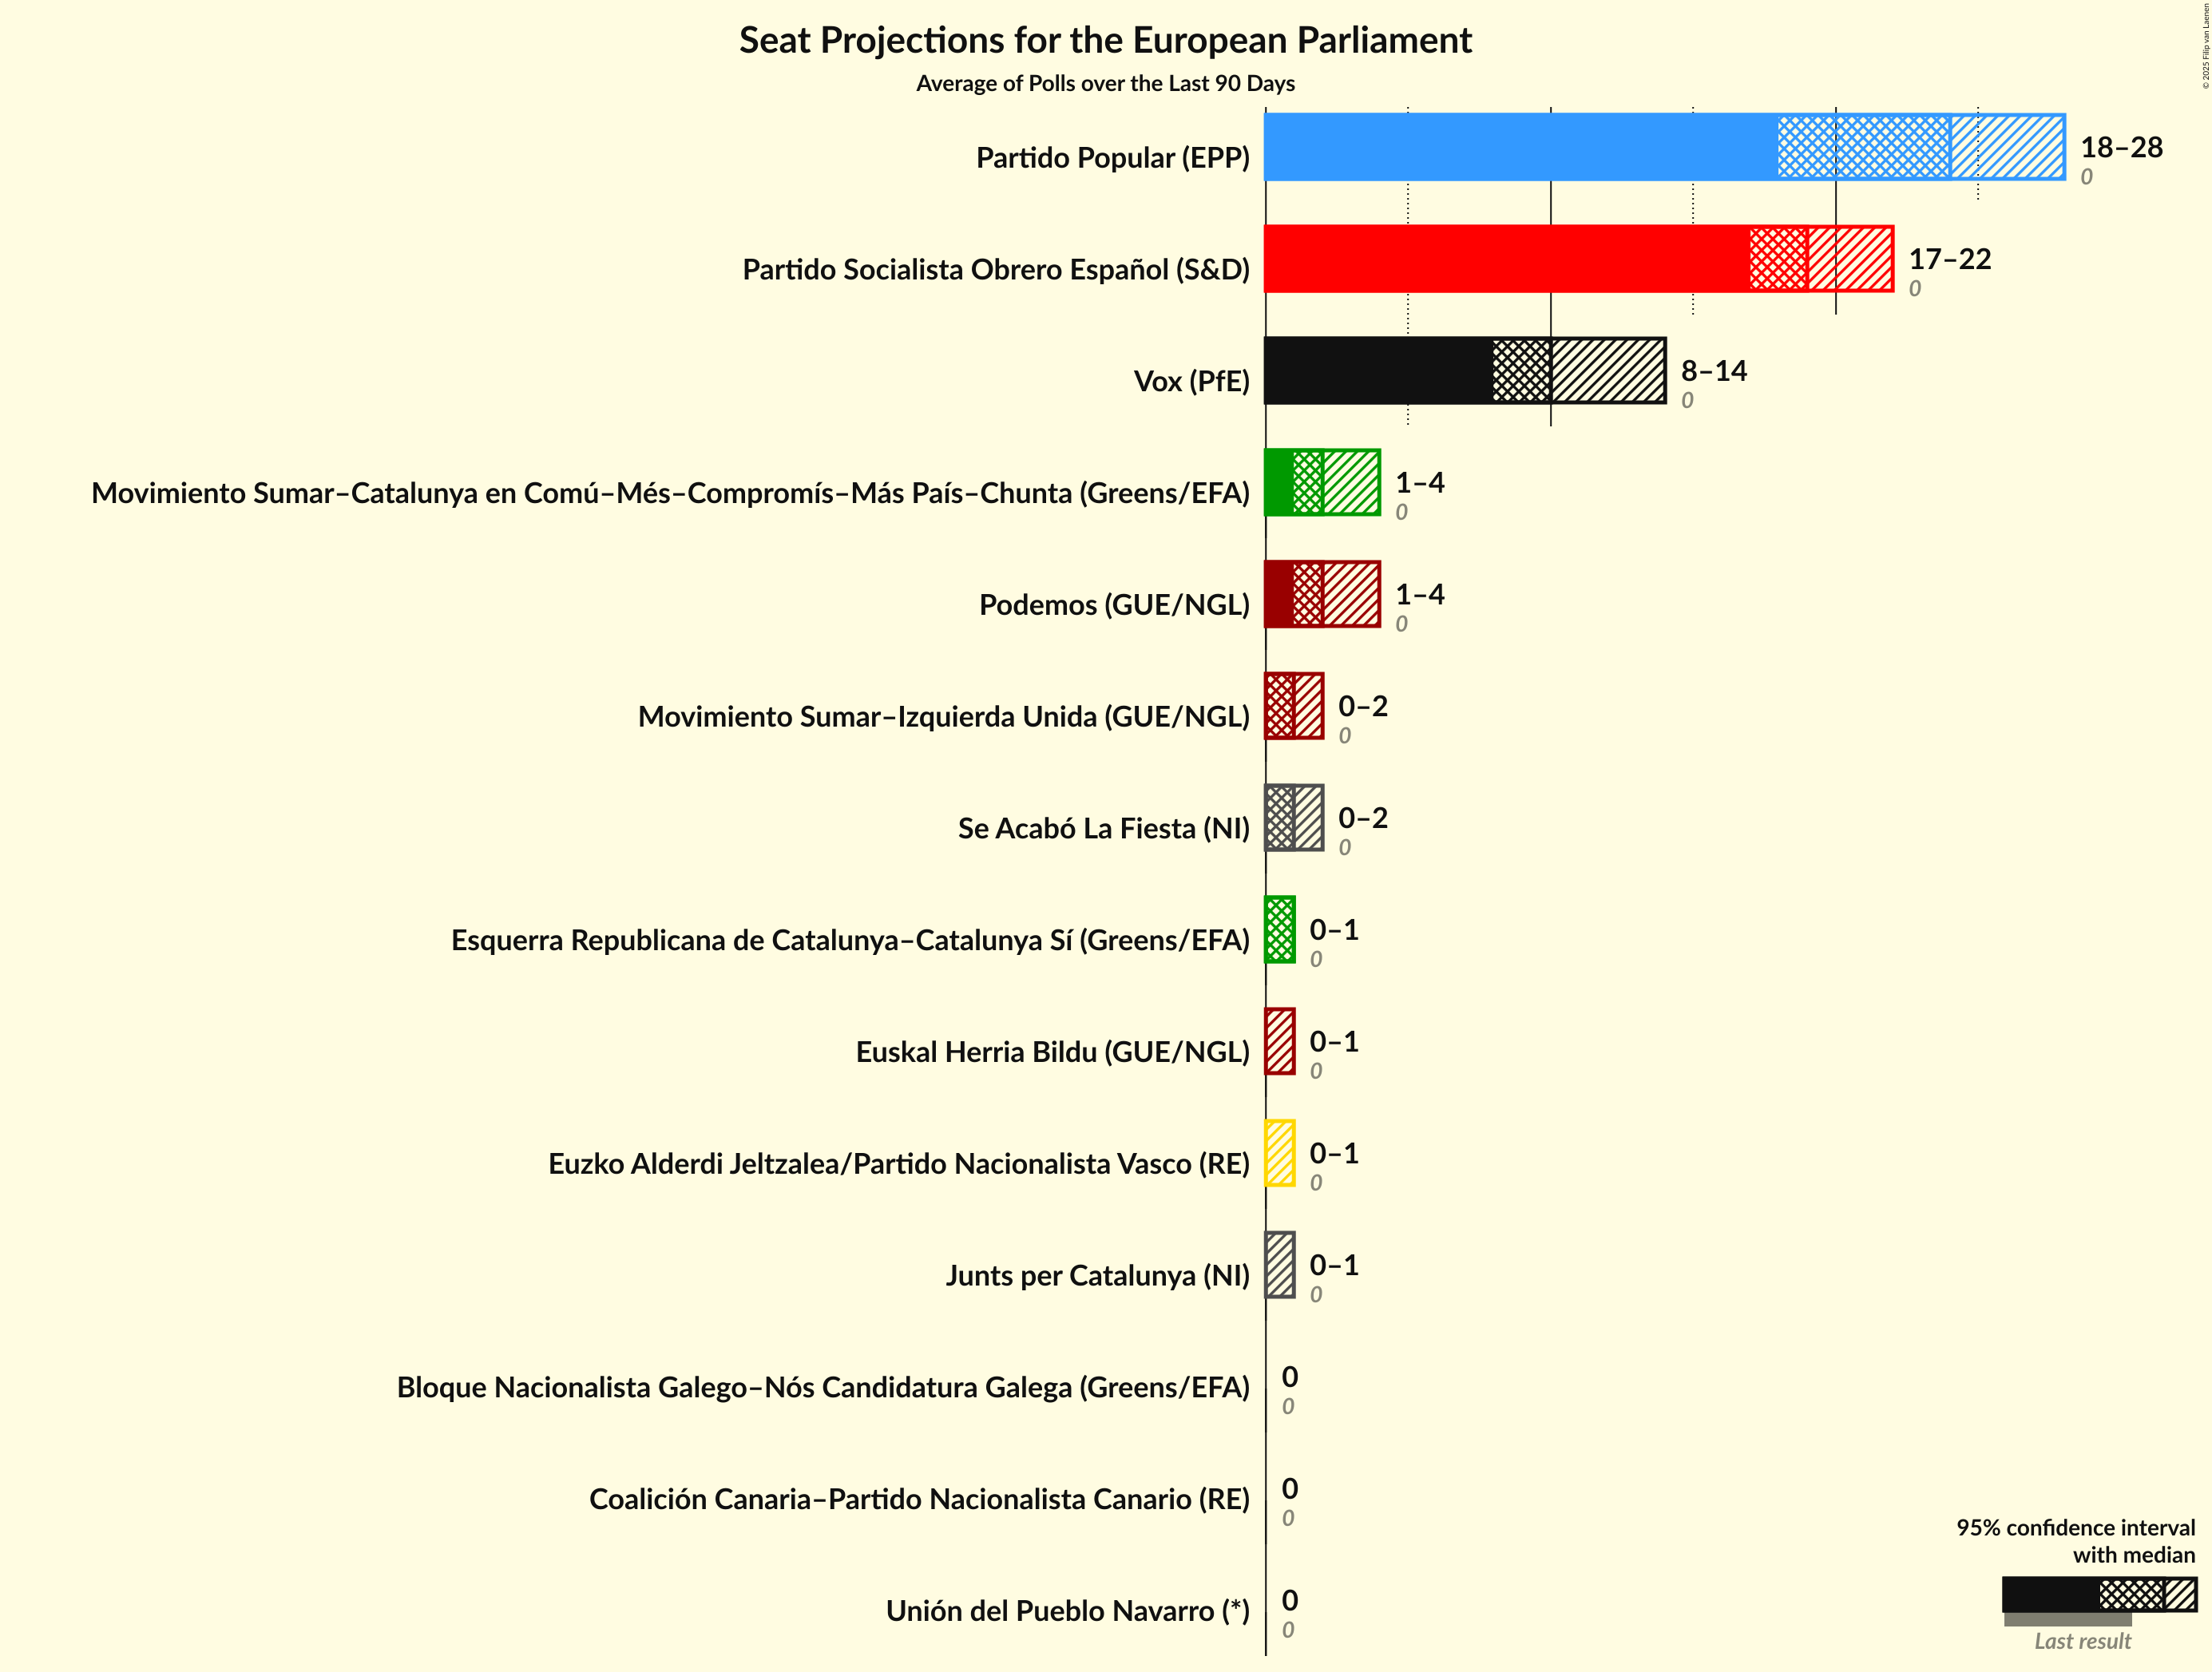 Seat Projections for the European Parliament
Average of Polls over the Last 90 Days
© 2025 Filip van Laenen
Partido Popular (EPP)
18–28
0
Partido Socialista Obrero Español (S&D)
17–22
0
Vox (PfE)
8–14
0
Movimiento Sumar–Catalunya en Comú–Més–Compromís–Más País–Chunta (Greens/EFA)
1–4
0
Podemos (GUE/NGL)
1–4
0
Movimiento Sumar–Izquierda Unida (GUE/NGL)
0–2
0
Se Acabó La Fiesta (NI)
0–2
0
Esquerra Republicana de Catalunya–Catalunya Sí (Greens/EFA)
0–1
0
Euskal Herria Bildu (GUE/NGL)
0–1
0
Euzko Alderdi Jeltzalea/Partido Nacionalista Vasco (RE)
0–1
0
Junts per Catalunya (NI)
0–1
0
Bloque Nacionalista Galego–Nós Candidatura Galega (Greens/EFA)
0
0
Coalición Canaria–Partido Nacionalista Canario (RE)
0
0
Unión del Pueblo Navarro (*)
0
0
95% confidence interval
with median
Last result